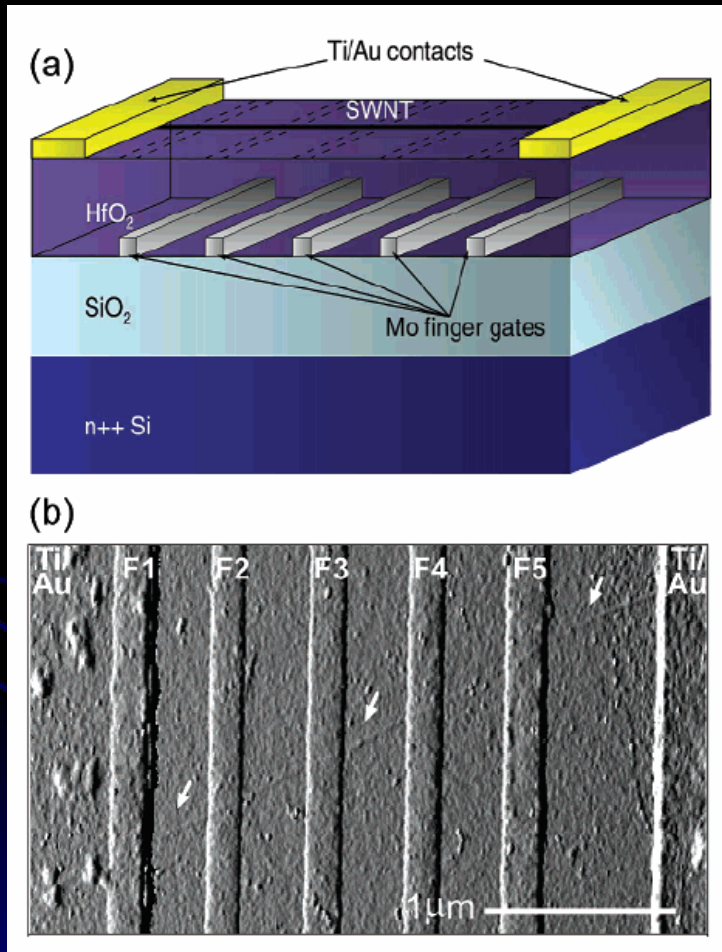 (a)
Ti/Au contacts
SWNT
HfO₂
SiO₂
Mo finger gates
n++ Si
(b)
Ti/
Au
F1
F2
F3
F4
F5
Ti/
Au
1μm